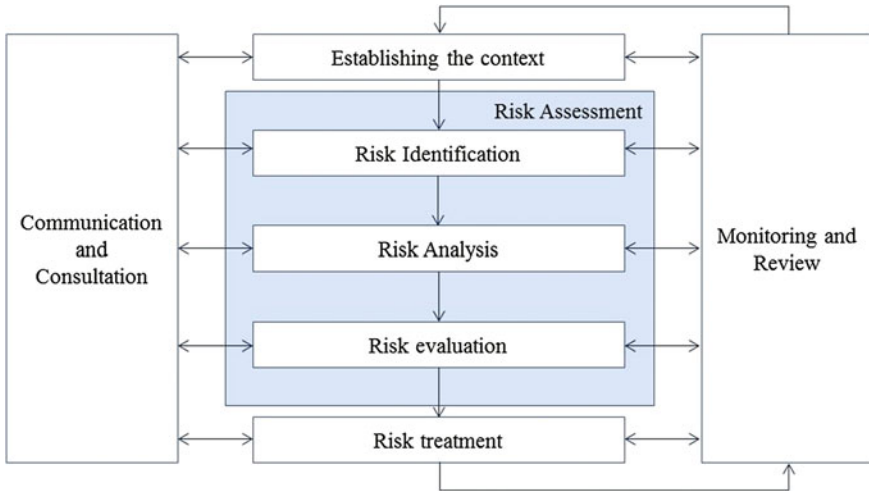 Establishing the context
Risk Assessment
Risk Identification
Communication
and
Consultation
Risk Analysis
Monitoring and
Review
Risk evaluation
Risk treatment